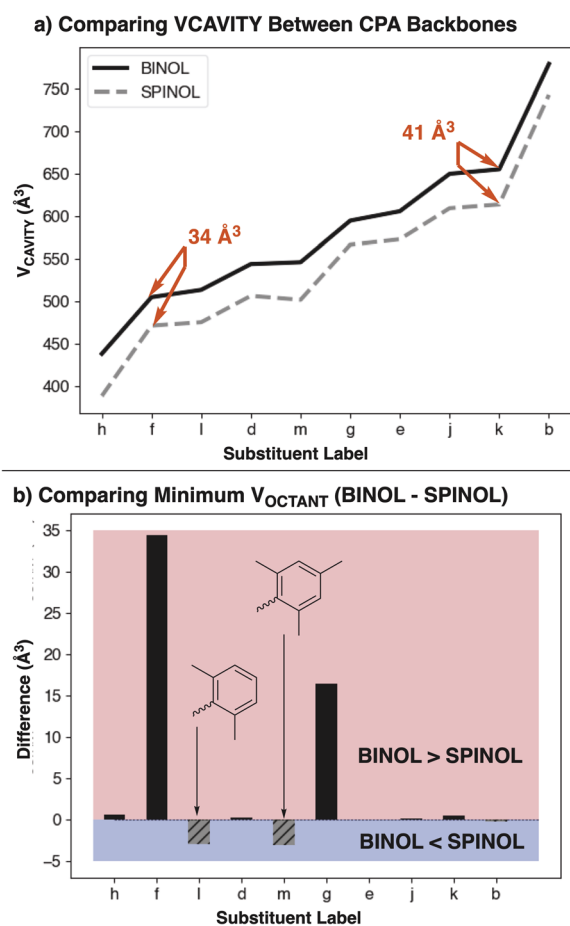 a) Comparing VCAVITY Between CPA Backbones
BINOL
SPINOL
750
700
650
600
550
500
450
400
V_CAVITY (Å³)
34 Å³
41 Å³
h f l d m g e j k b
Substituent Label
b) Comparing Minimum V_OCTANT (BINOL - SPINOL)
35
30
25
20
15
10
5
0
−5
Difference (Å³)
BINOL > SPINOL
BINOL < SPINOL
h f l d m g e j k b
Substituent Label